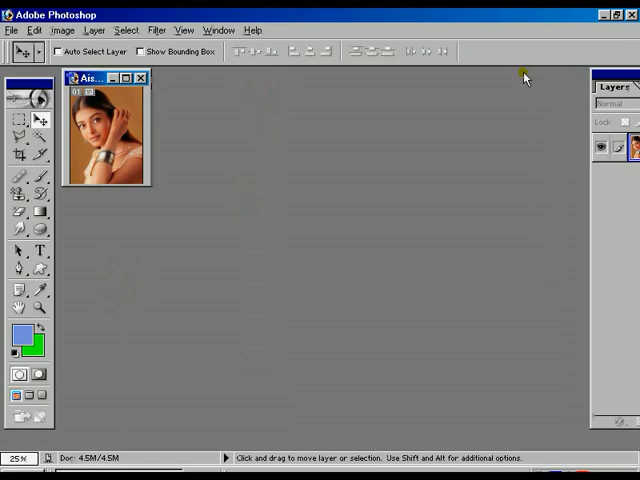 Adobe Photoshop
File Edit Image Layer Select Filter View Window Help
Auto Select Layer Show Bounding Box
Ais...
01
Layers
Normal
Lock:
T
25% Doc: 4.5M/4.5M Click and drag to move layer or selection. Use Shift and Alt for additional options.